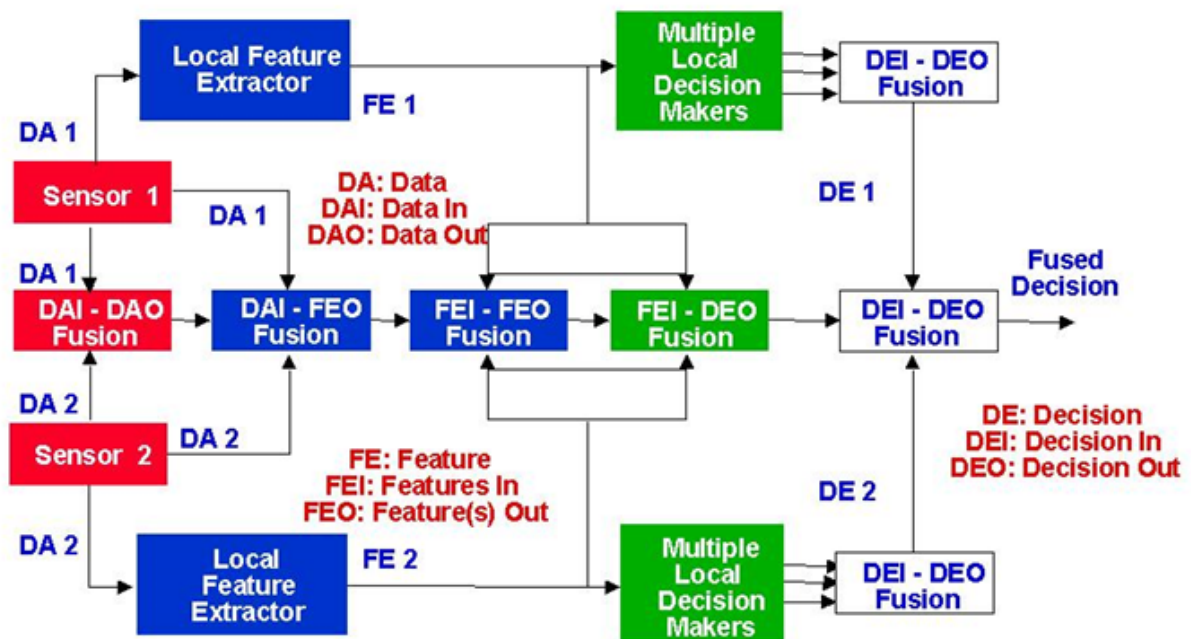 Local Feature
Extractor
Multiple
Local
Decision
Makers
DEI - DEO
Fusion
FE 1
DA 1
Sensor 1
DA 1
DA: Data
DAI: Data In
DAO: Data Out
DE 1
DA 1
Fused
Decision
DAI - DAO
Fusion
DAI - FEO
Fusion
FEI - FEO
Fusion
FEI - DEO
Fusion
DEI - DEO
Fusion
DA 2
Sensor 2
DA 2
DE: Decision
DEI: Decision In
DEO: Decision Out
FE: Feature
FEI: Features In
FEO: Feature(s) Out
DE 2
DA 2
FE 2
Local
Feature
Extractor
Multiple
Local
Decision
Makers
DEI - DEO
Fusion